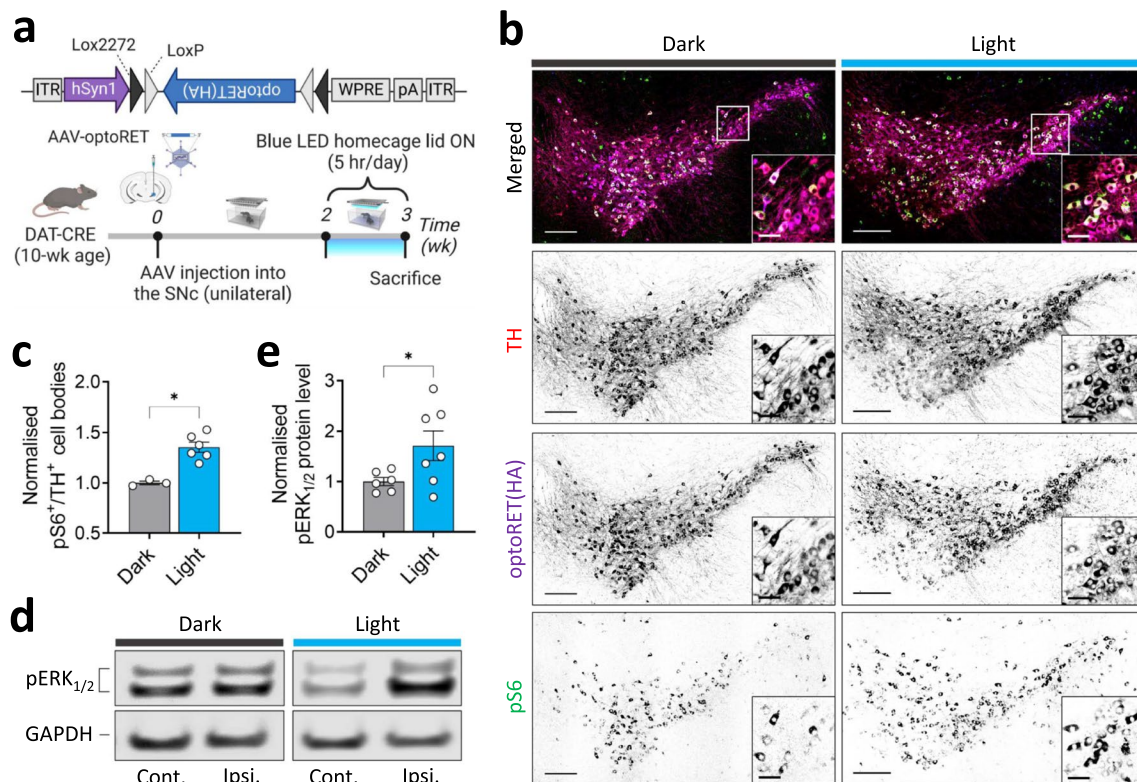 a
Lox2272
LoxP
ITR
hSyn1
optoRET(HA)
WPRE
pA
ITR
AAV-optoRET
Blue LED homecage lid ON
(5 hr/day)
0
2
3
Time
(wk)
DAT-CRE
(10-wk age)
AAV injection into
the SNc (unilateral)
Sacrifice
b
Dark
Light
Merged
TH
optoRET(HA)
pS6
c
Normalised
pS6+/TH+ cell bodies
2.0
1.5
1.0
0.5
*
Dark
Light
e
Normalised
pERK1/2 protein level
3
2
1
0
*
Dark
Light
d
Dark
Light
pERK1/2
GAPDH
Cont.
Ipsi.
Cont.
Ipsi.